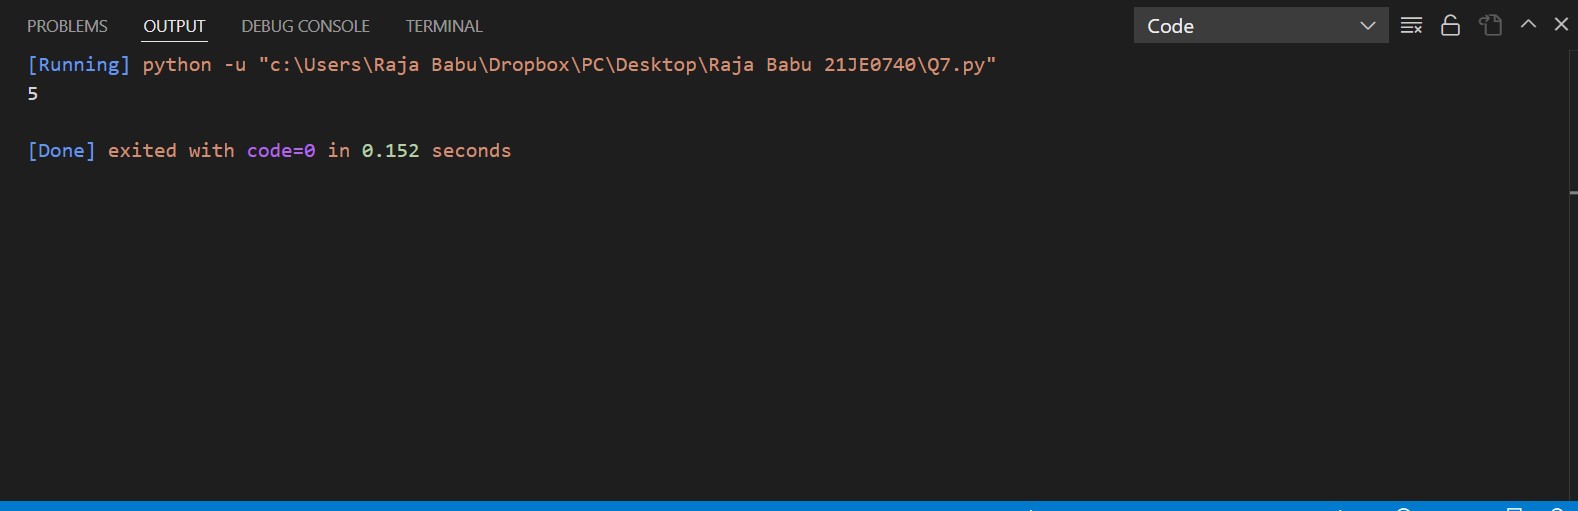 PROBLEMS OUTPUT DEBUG CONSOLE TERMINAL Code
[Running] python -u "c:\Users\Raja Babu\Dropbox\PC\Desktop\Raja Babu 21JE0740\Q7.py"
5
[Done] exited with code=0 in 0.152 seconds